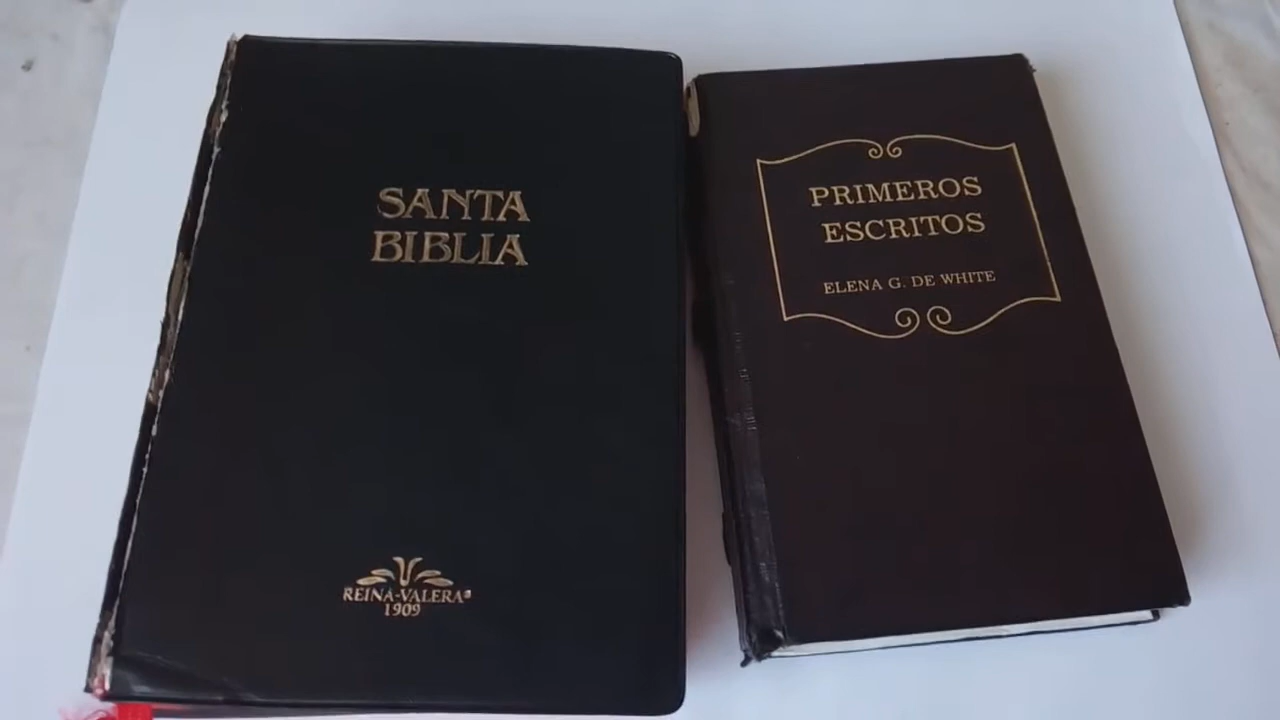 SANTA
BIBLIA
REINA-VALERA®
1909
PRIMEROS
ESCRITOS
ELENA G. DE WHITE